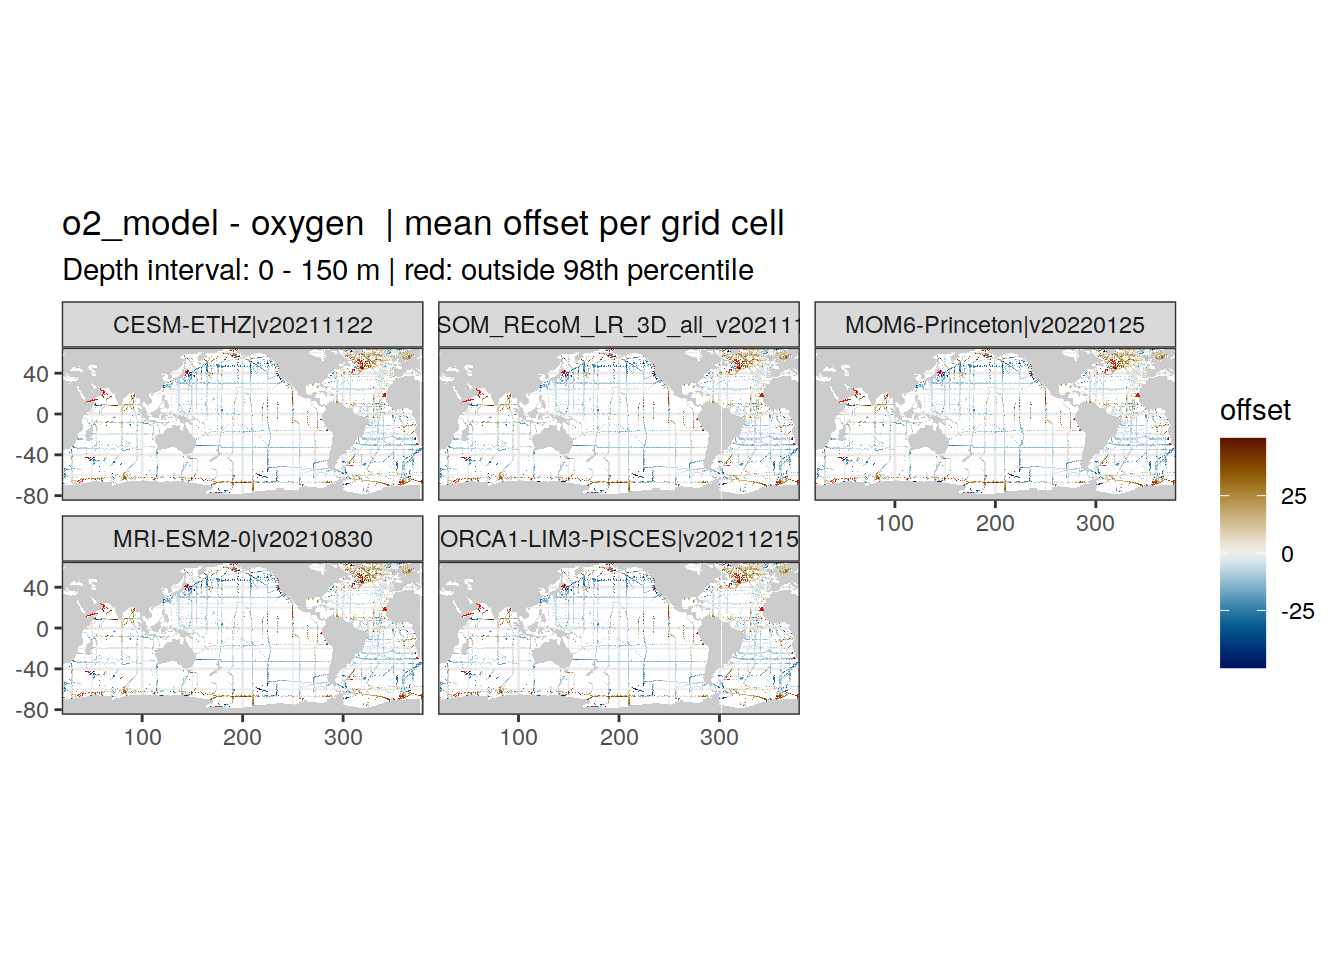 o2_model - oxygen  | mean offset per grid cell
Depth interval: 0 - 150 m | red: outside 98th percentile
CESM-ETHZ|v20211122
SOM_REcoM_LR_3D_all_v202111
MOM6-Princeton|v20220125
40
0
-40
-80
100
200
300
MRI-ESM2-0|v20210830
ORCA1-LIM3-PISCES|v20211215
40
0
-40
-80
100
200
300
100
200
300
offset
25
0
-25